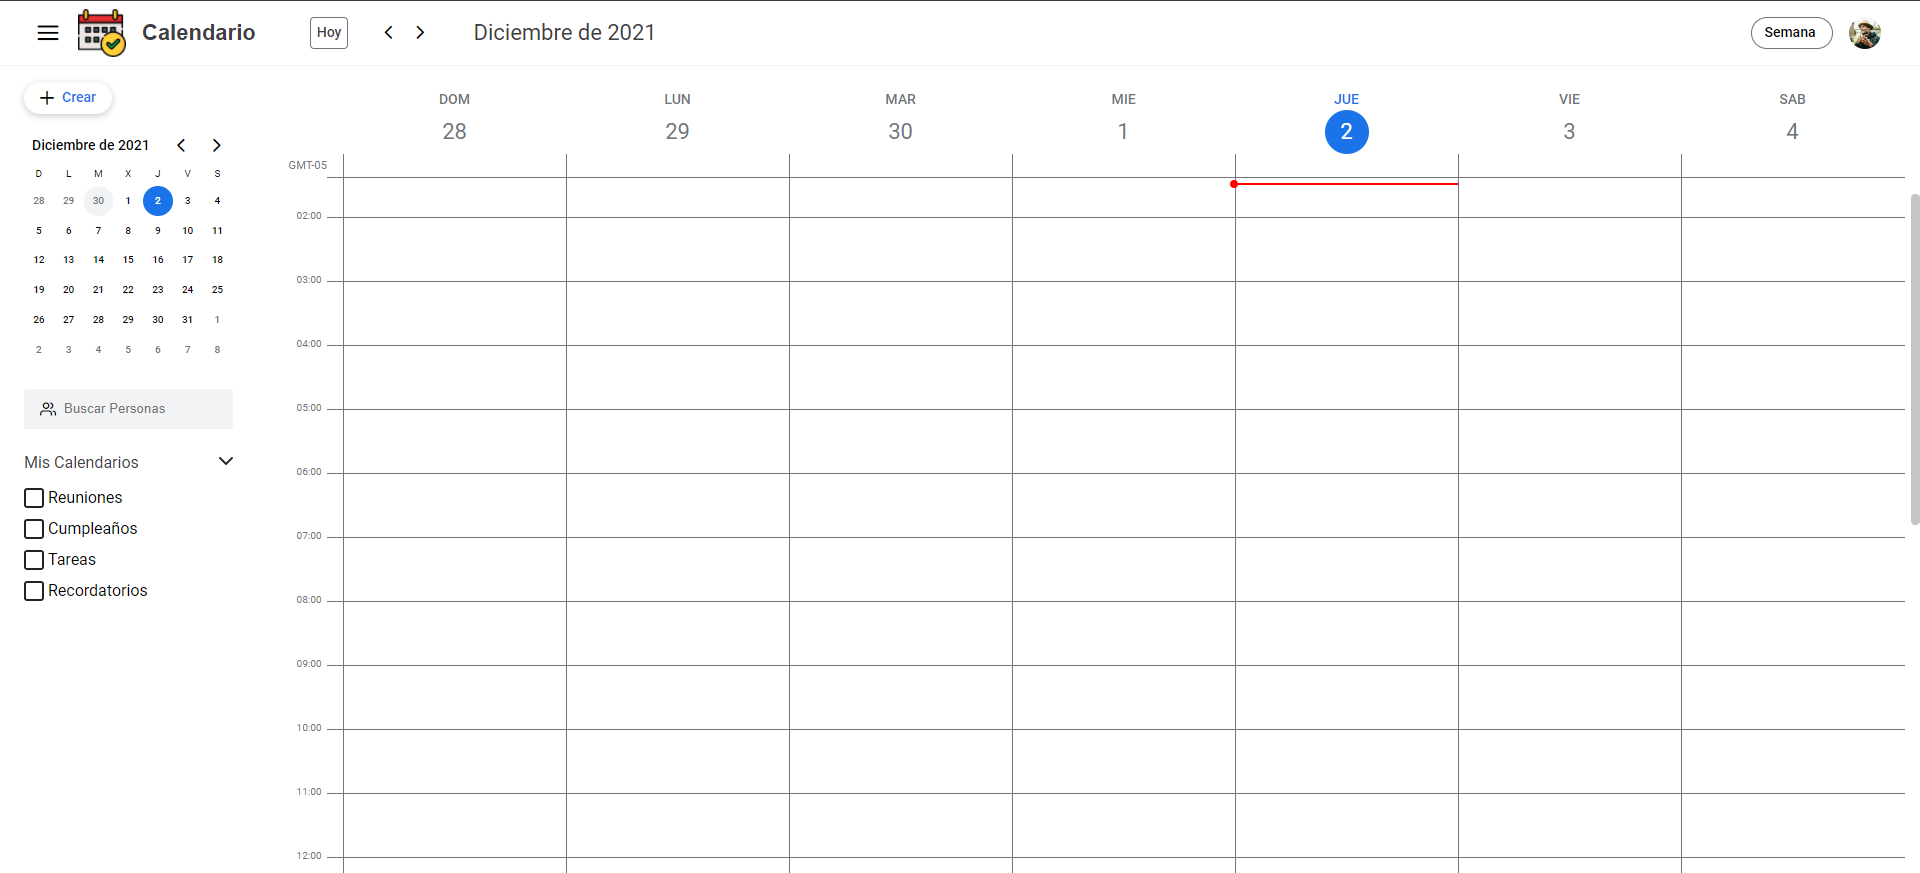 Calendario
Hoy
Diciembre de 2021
Semana
Crear
Diciembre de 2021
D L M X J V S
28 29 30 1 2 3 4
5 6 7 8 9 10 11
12 13 14 15 16 17 18
19 20 21 22 23 24 25
26 27 28 29 30 31 1
2 3 4 5 6 7 8
Buscar Personas
Mis Calendarios
Reuniones
Cumpleaños
Tareas
Recordatorios
DOM LUN MAR MIE JUE VIE SAB
28 29 30 1 2 3 4
GMT-05
02:00
03:00
04:00
05:00
06:00
07:00
08:00
09:00
10:00
11:00
12:00